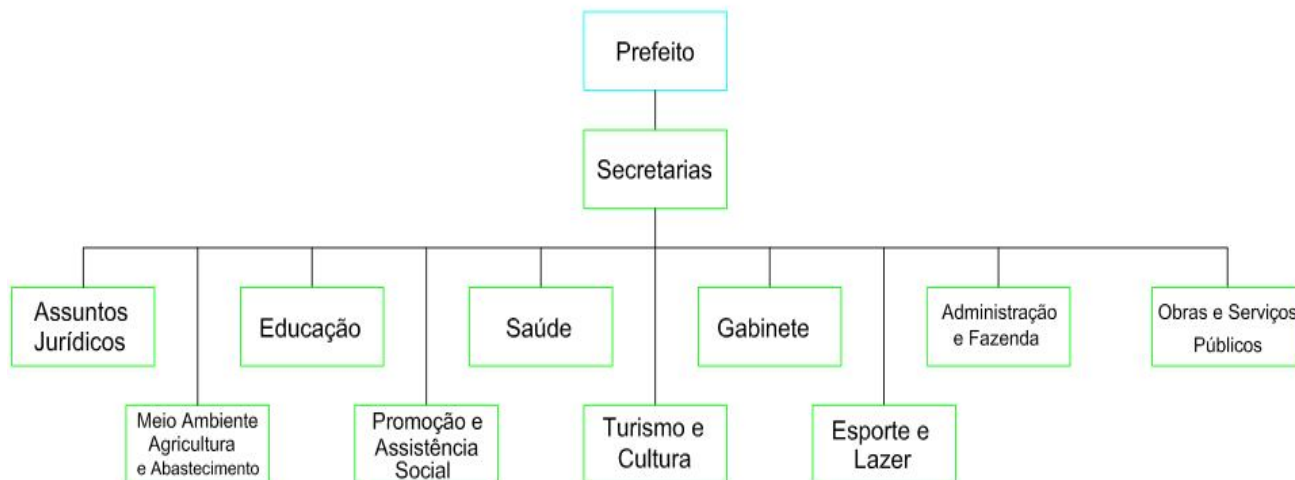 Prefeito
Secretarias
Assuntos
Jurídicos
Educação
Saúde
Gabinete
Administração
e Fazenda
Obras e Serviços
Públicos
Meio Ambiente
Agricultura
e Abastecimento
Promoção e
Assistência
Social
Turismo e
Cultura
Esporte e
Lazer